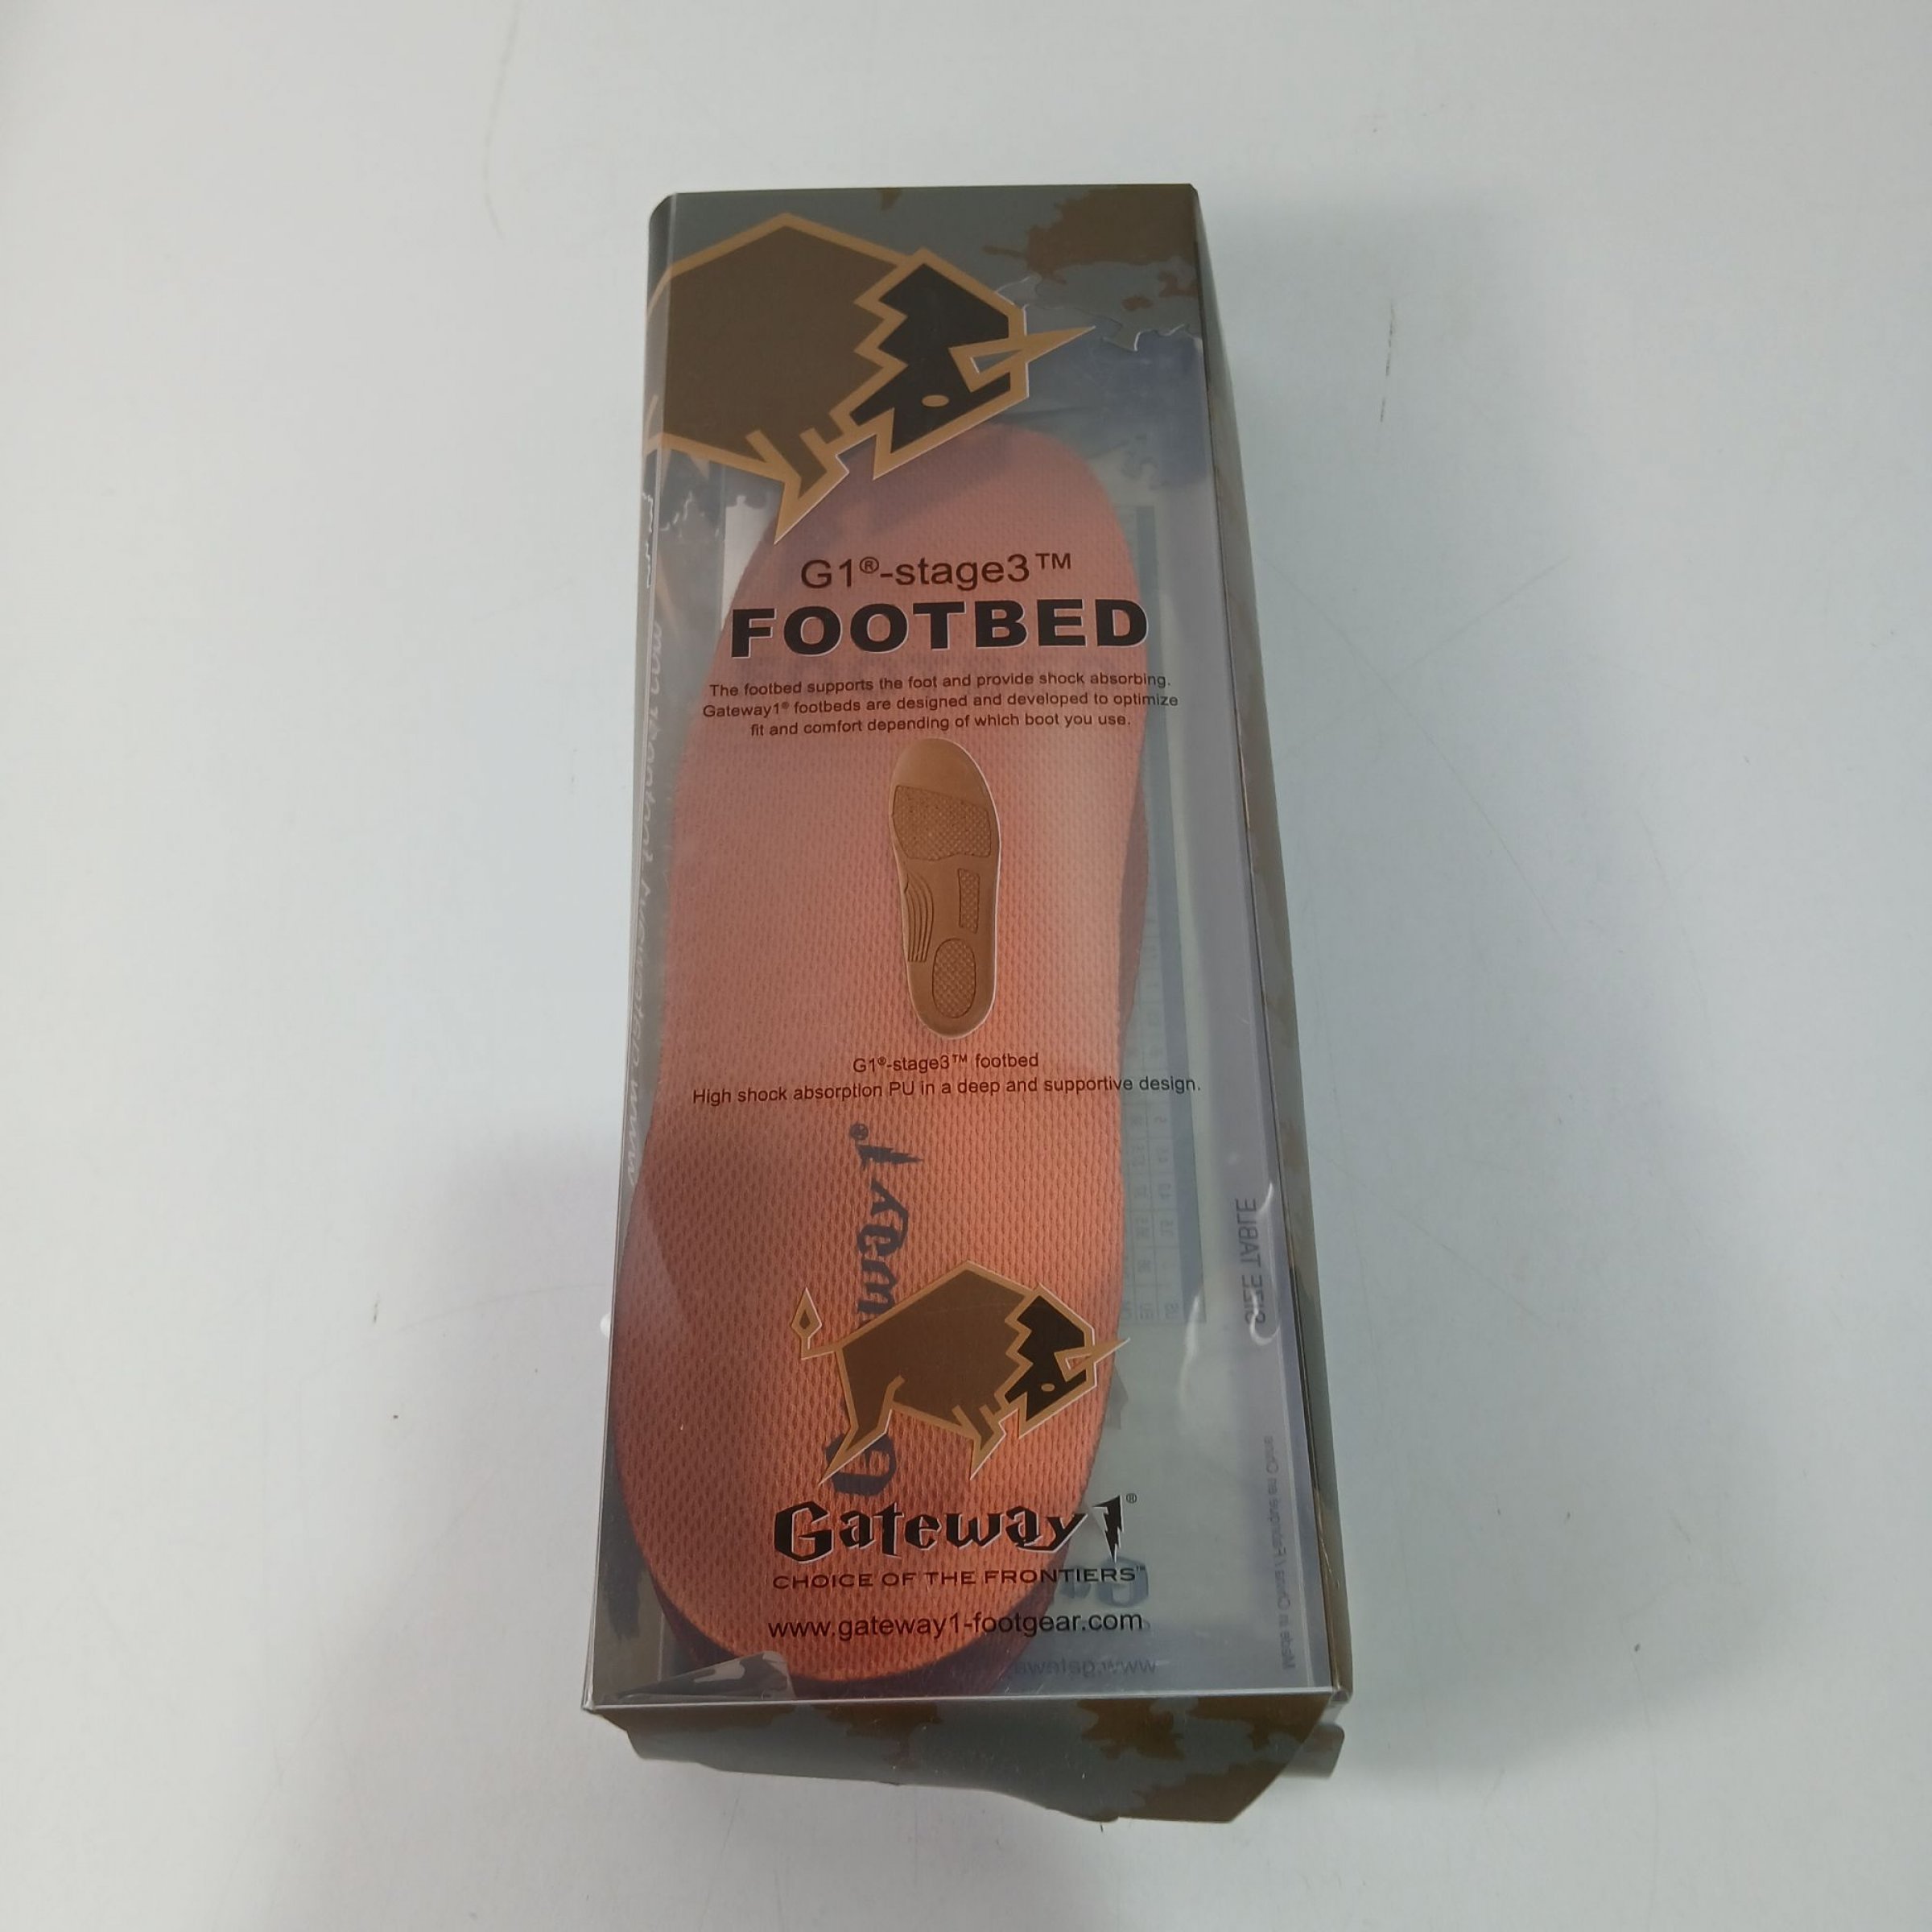 G1®-stage3™
FOOTBED
The footbed supports the foot and provide shock absorbing.
Gateway1® footbeds are designed and developed to optimize
fit and comfort depending of which boot you use.
G1®-stage3™ footbed
High shock absorption PU in a deep and supportive design.
Gateway1®
CHOICE OF THE FRONTIERS™
www.gateway1-footgear.com
SIZE TABLE